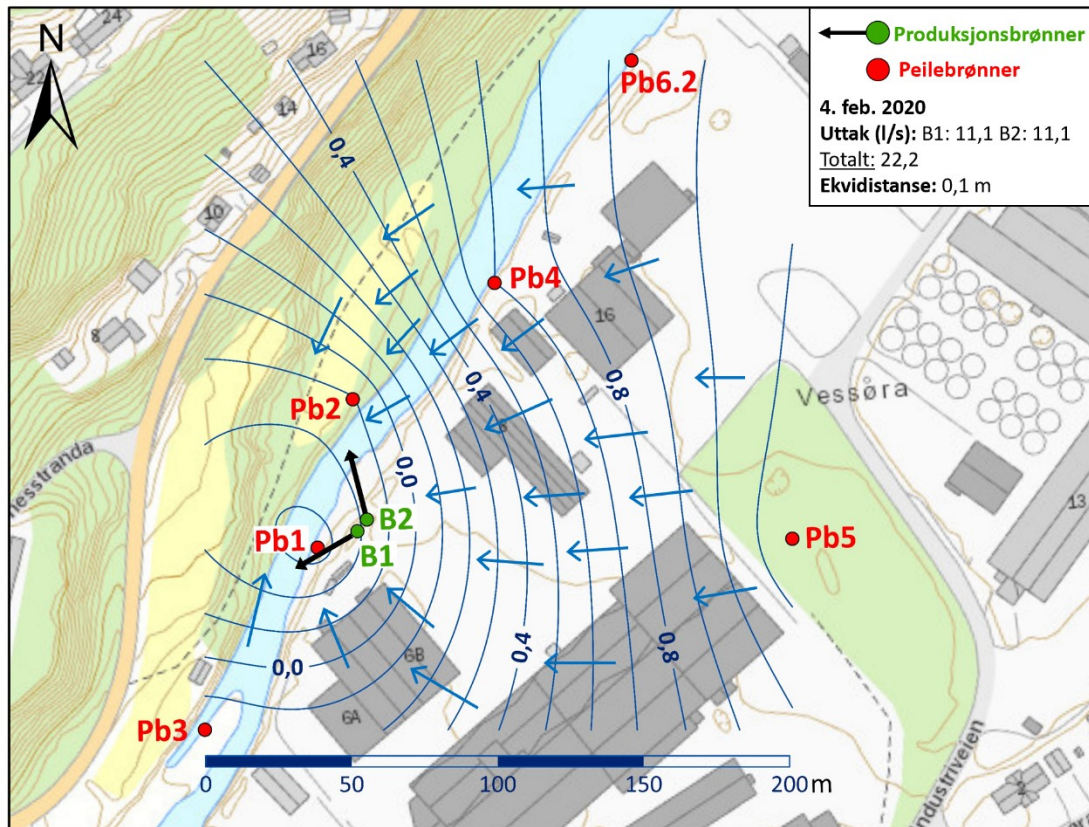 N
Produksjonsbrønner
Peilebrønner
4. feb. 2020
Uttak (l/s): B1: 11,1 B2: 11,1
Totalt: 22,2
Ekvidistanse: 0,1 m
24
22
16
14
10
8
Pb6.2
0,4
Pb4
16
Vessøra
0,8
0,4
Pb2
0,0
nesstranda
B2
B1
Pb1
Pb5
13
6B
0,0
0,4
0,8
6A
Pb3
0
50
100
150
200 m
ndustriveien
2